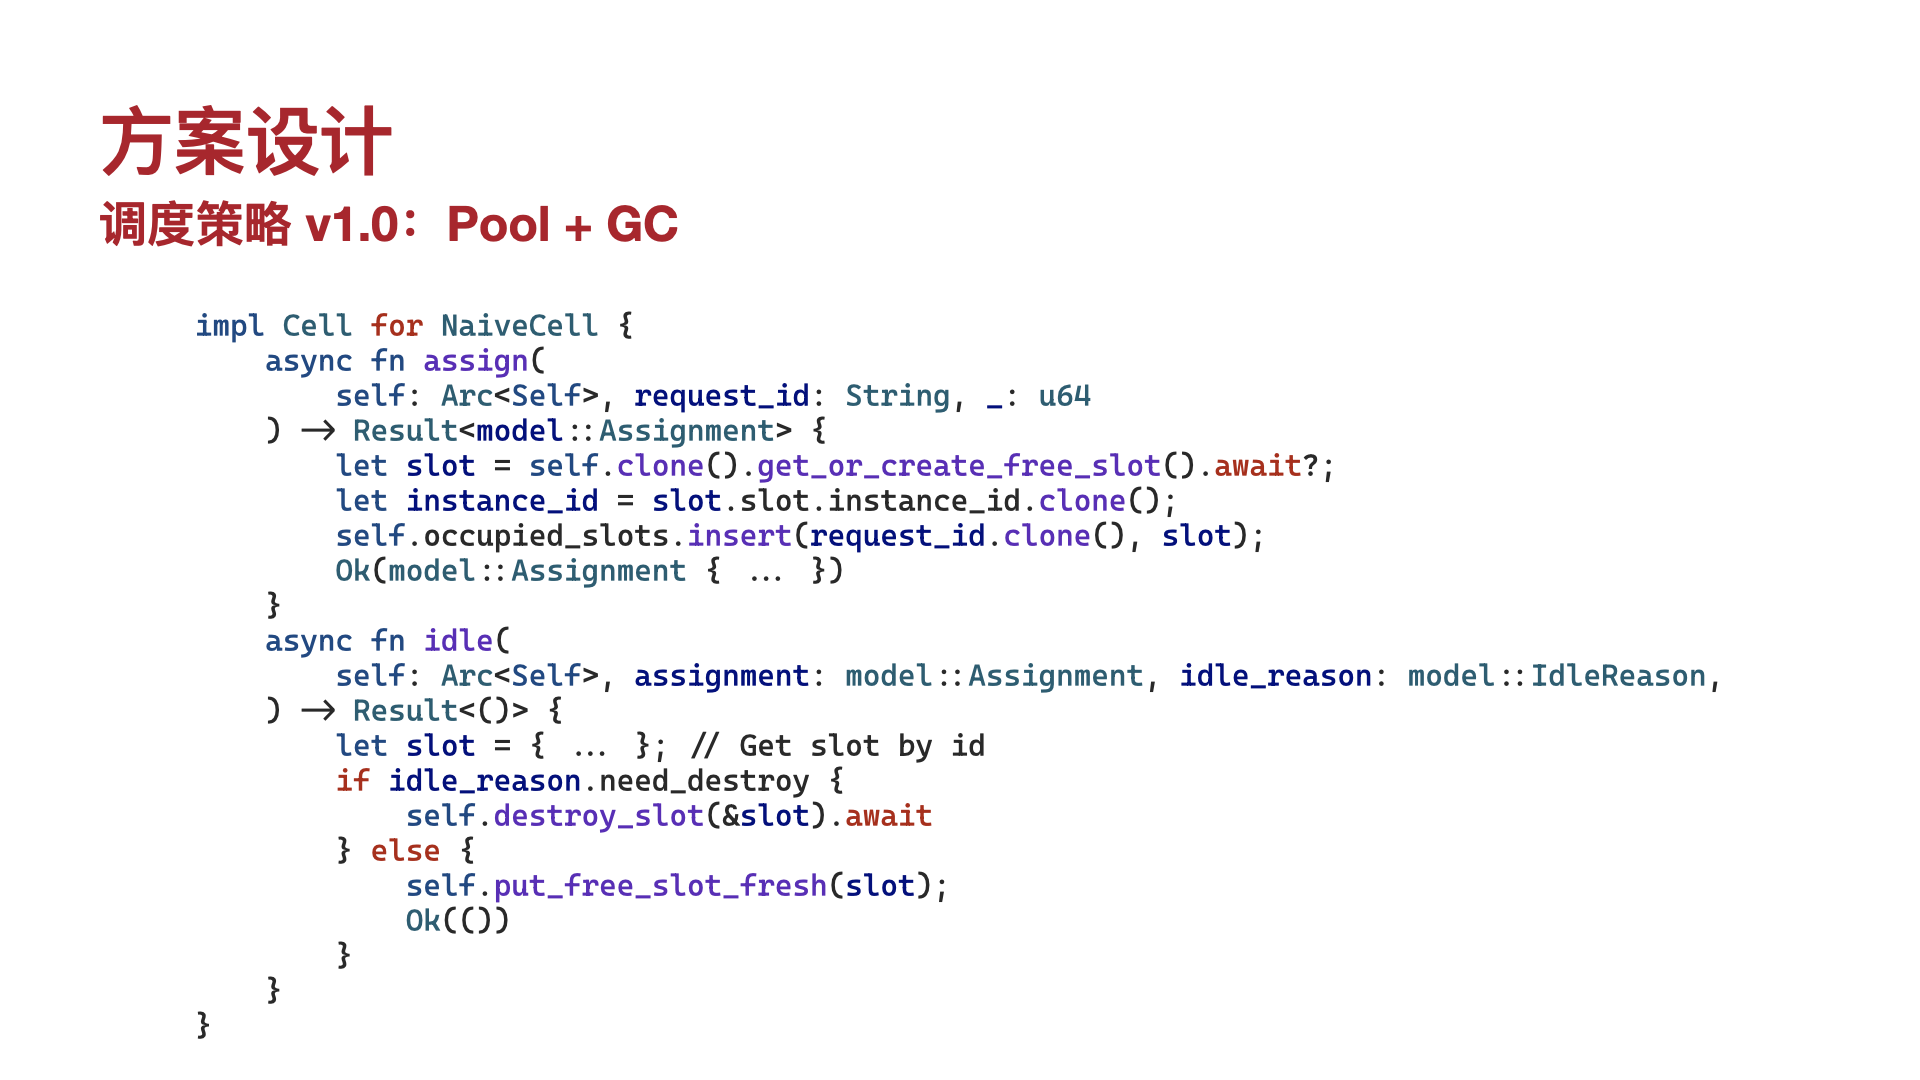 方案设计
调度策略 v1.0：Pool + GC
impl Cell for NaiveCell {
    async fn assign(
        self: Arc<Self>, request_id: String, _: u64
    ) -> Result<model::Assignment> {
        let slot = self.clone().get_or_create_free_slot().await?;
        let instance_id = slot.slot.instance_id.clone();
        self.occupied_slots.insert(request_id.clone(), slot);
        Ok(model::Assignment { ... })
    }
    async fn idle(
        self: Arc<Self>, assignment: model::Assignment, idle_reason: model::IdleReason,
    ) -> Result<()> {
        let slot = { ... }; // Get slot by id
        if idle_reason.need_destroy {
            self.destroy_slot(&slot).await
        } else {
            self.put_free_slot_fresh(slot);
            Ok(())
        }
    }
}